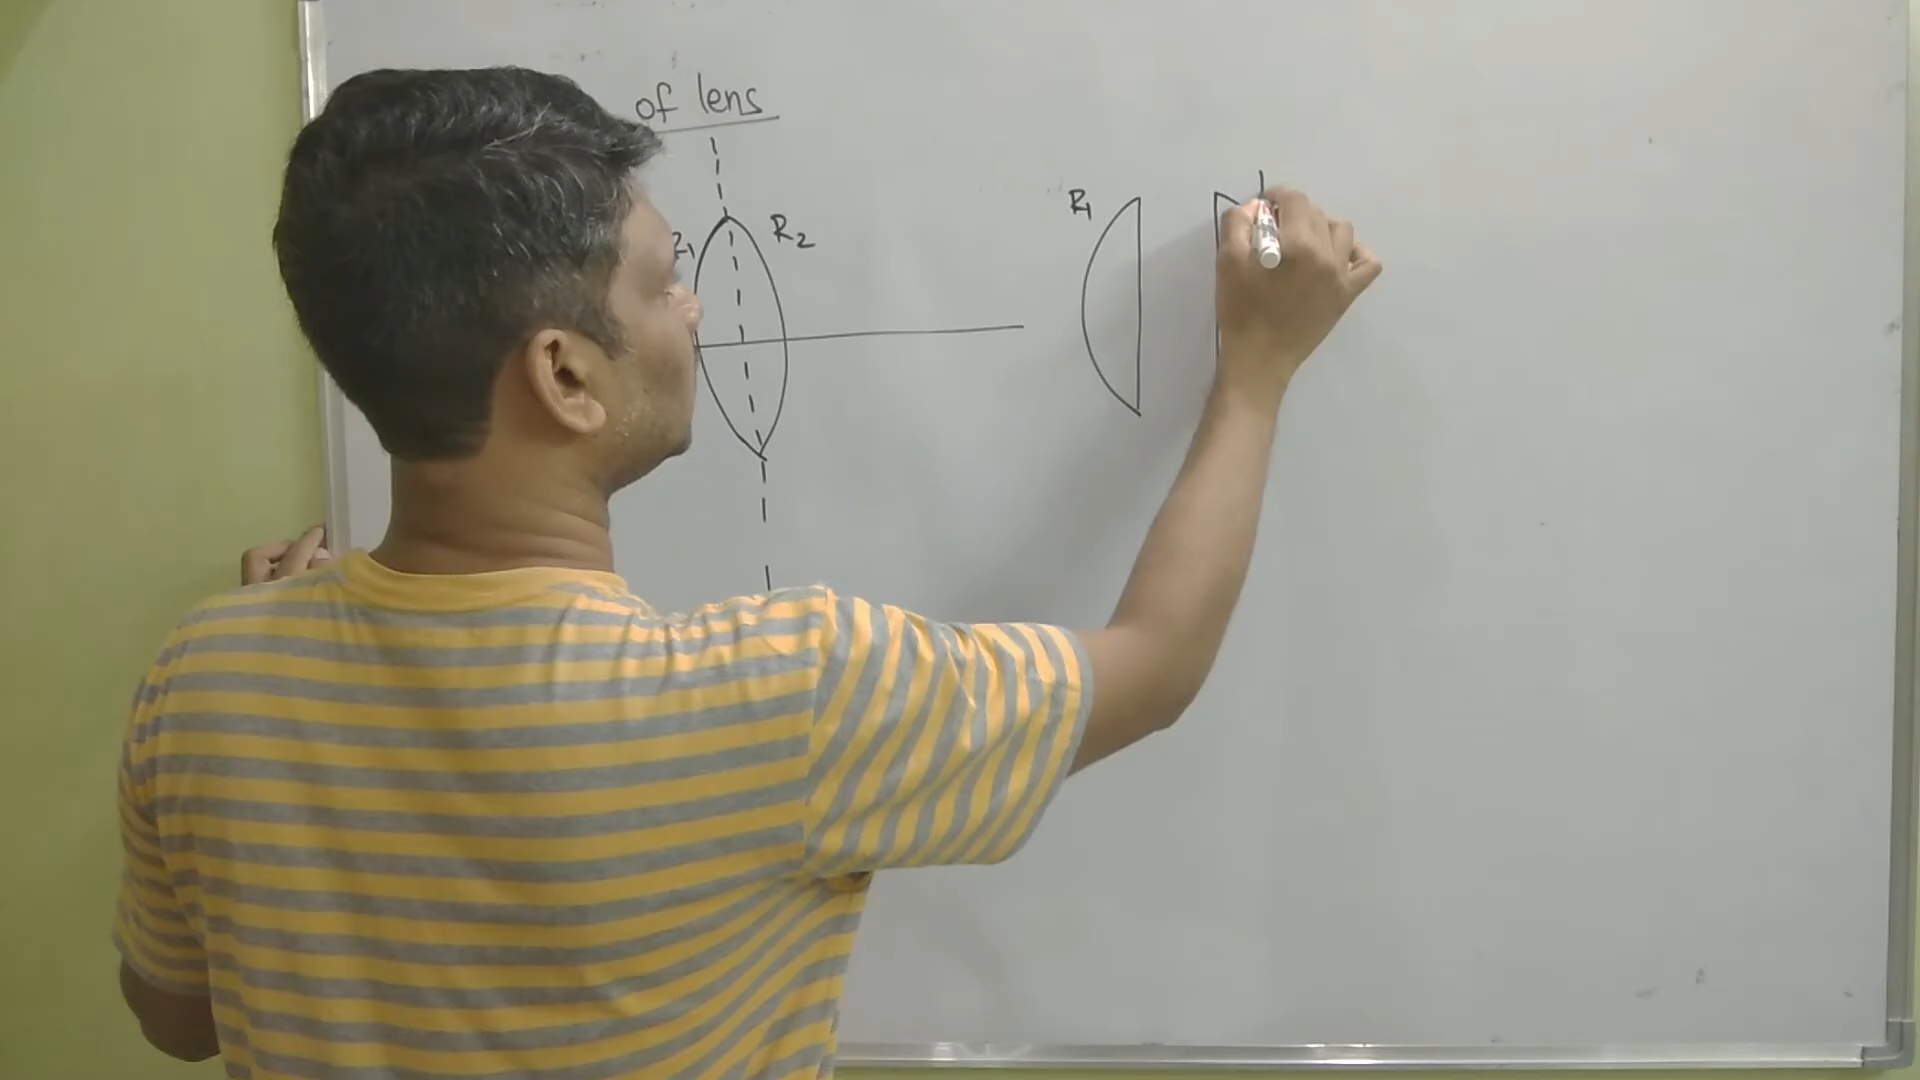 of lens
R₁ R₂
R₁